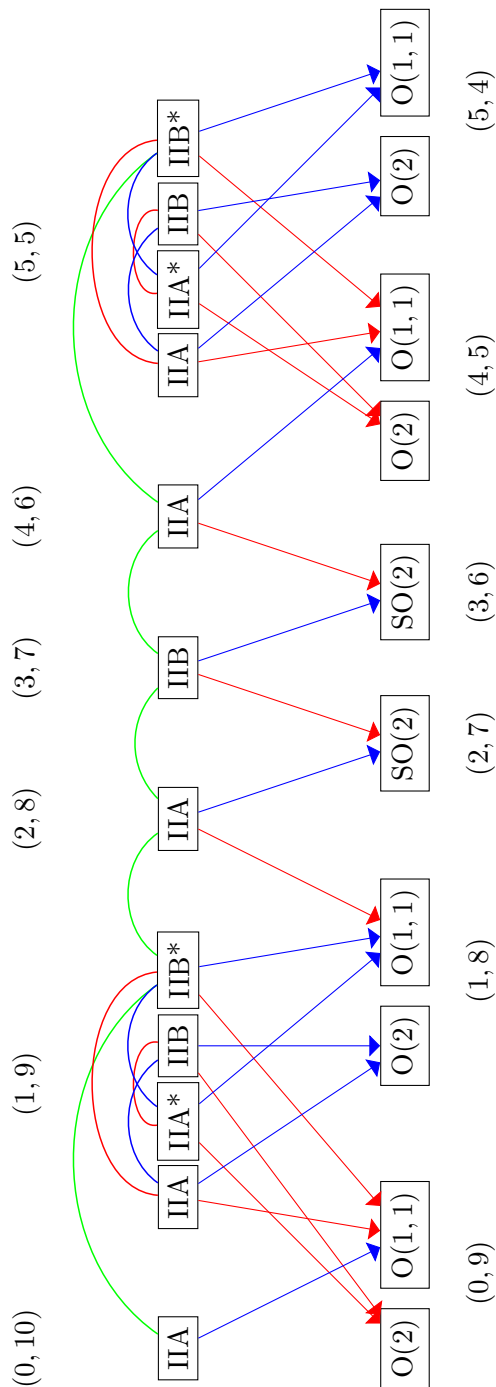 (0, 10) (1, 9) (2, 8) (3, 7) (4, 6) (5, 5)
IIA IIA IIA* IIB IIB* IIA IIB IIA IIA IIA* IIB IIB*
O(2) O(1, 1) O(2) O(1, 1) SO(2) SO(2) O(2) O(1, 1) O(2) O(1, 1)
(0, 9) (1, 8) (2, 7) (3, 6) (4, 5) (5, 4)